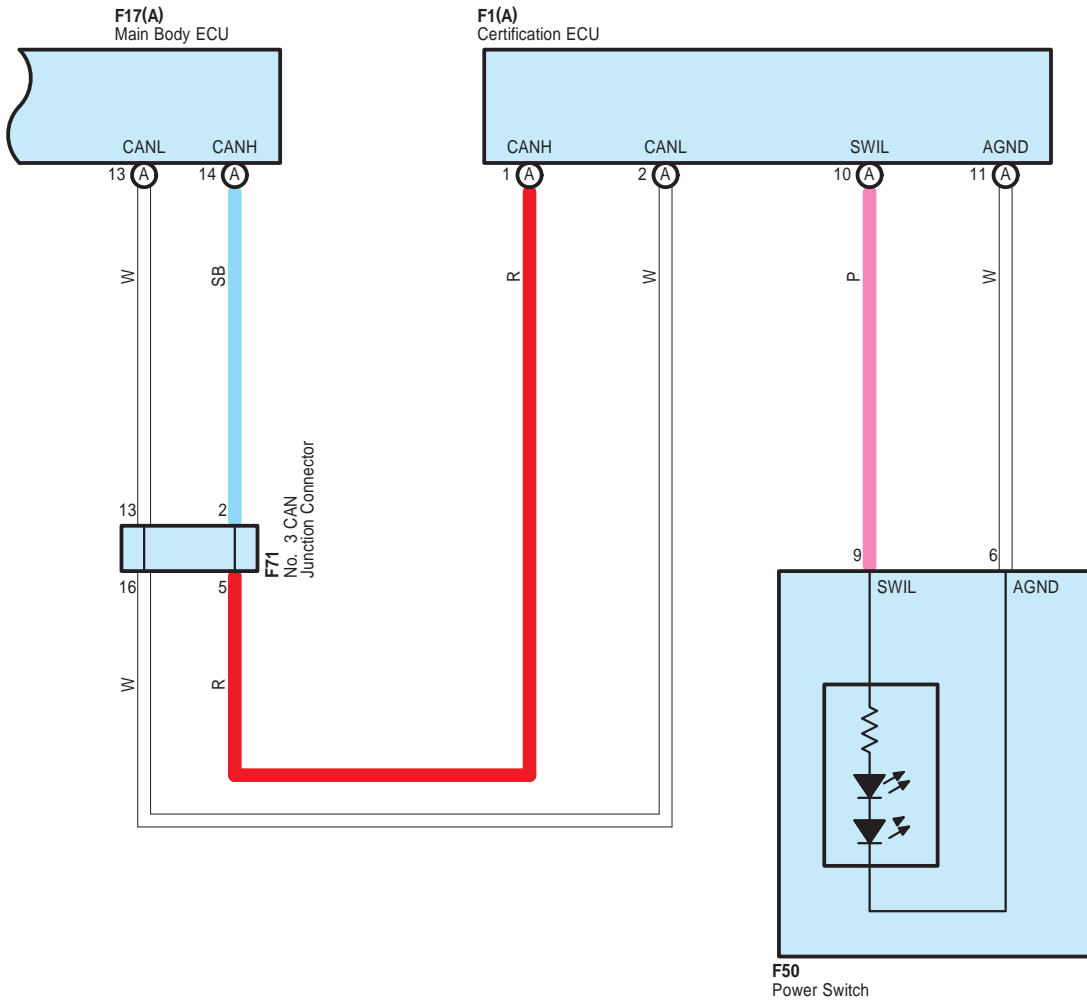 F17(A)
Main Body ECU
F1(A)
Certification ECU
CANL
CANH
CANH
CANL
SWIL
AGND
13 A
14 A
1 A
2 A
10 A
11 A
W
SB
R
W
P
W
13
2
F71
No. 3 CAN
Junction Connector
16
5
9
6
SWIL
AGND
W
R
F50
Power Switch